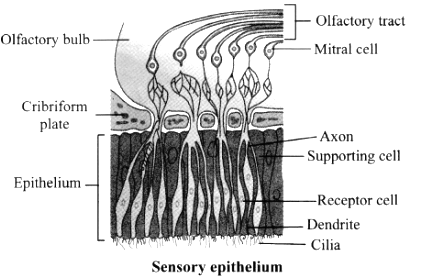 Olfactory tract
Olfactory bulb
Mitral cell
Cribriform
plate
Axon
Supporting cell
Epithelium
Receptor cell
Dendrite
Cilia
Sensory epithelium